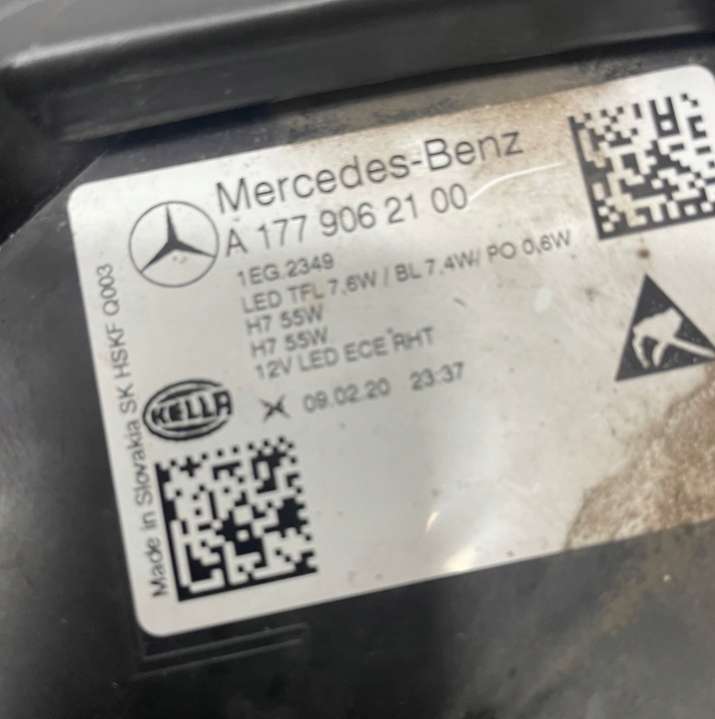 Mercedes-Benz
A 177 906 21 00
1EG.2349
LED TFL 7,6W / BL 7,4W/ PO 0,6W
H7 55W
H7 55W
12V LED ECE RHT
09.02.20 23:37
HELLA
Made in Slovakia SK HSKF Q003